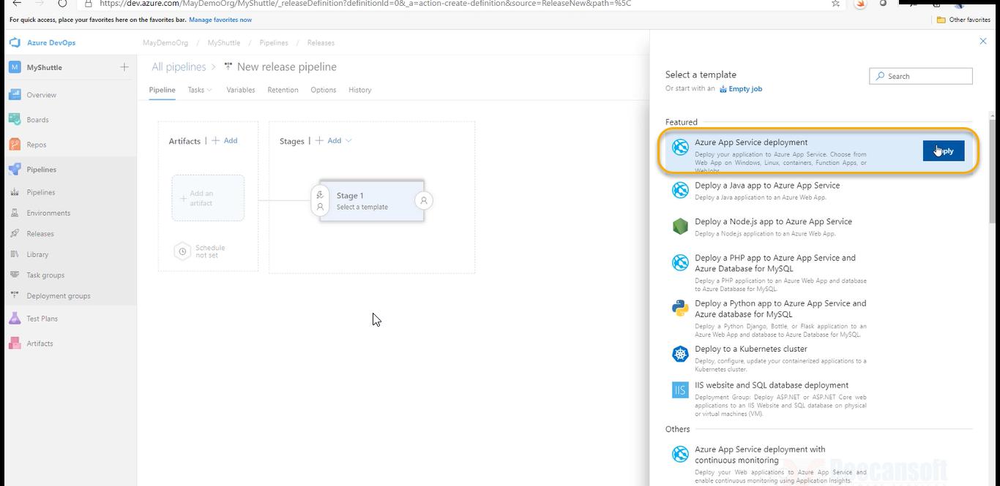 https://dev.azure.com/MayDemoOrg/MyShuttle/_releaseDefinition?definitionId=0&_a=action-create-definition&source=ReleaseNew&path=%5C
For quick access, place your favorites here on the favorites bar. Manage favorites now
Other favorites
Azure DevOps
MayDemoOrg / MyShuttle / Pipelines / Releases
M MyShuttle
Overview
Boards
Repos
Pipelines
Pipelines
Environments
Releases
Library
Task groups
Deployment groups
Test Plans
Artifacts
All pipelines > New release pipeline
Pipeline Tasks Variables Retention Options History
Artifacts | + Add
Stages | + Add
+ Add an
artifact
Schedule
not set
Stage 1
Select a template
Select a template
Or start with an Empty job
Search
Featured
Azure App Service deployment
Deploy your application to Azure App Service. Choose from
Web App on Windows, Linux, containers, Function Apps, or
WebJobs.
Deploy a Java app to Azure App Service
Deploy a Java application to an Azure Web App.
Deploy a Node.js app to Azure App Service
Deploy a Node.js application to an Azure Web App.
Deploy a PHP app to Azure App Service and
Azure Database for MySQL
Deploy a PHP application to an Azure Web App and database
to Azure Database for MySQL.
Deploy a Python app to Azure App Service and
Azure database for MySQL
Deploy a Python Django, Bottle, or Flask application to an
Azure Web App and database to Azure Database for MySQL.
Deploy to a Kubernetes cluster
Deploy, configure, update your containerized applications to a
Kubernetes cluster.
IIS
IIS website and SQL database deployment
Deployment Group: Deploy ASP.NET or ASP.NET Core web
applications to an IIS Website and SQL database on physical
or virtual machines (VM).
Others
Azure App Service deployment with
continuous monitoring
Deploy your Web applications to Azure App Service and
enable continuous monitoring using Application Insights.
Deccansoft